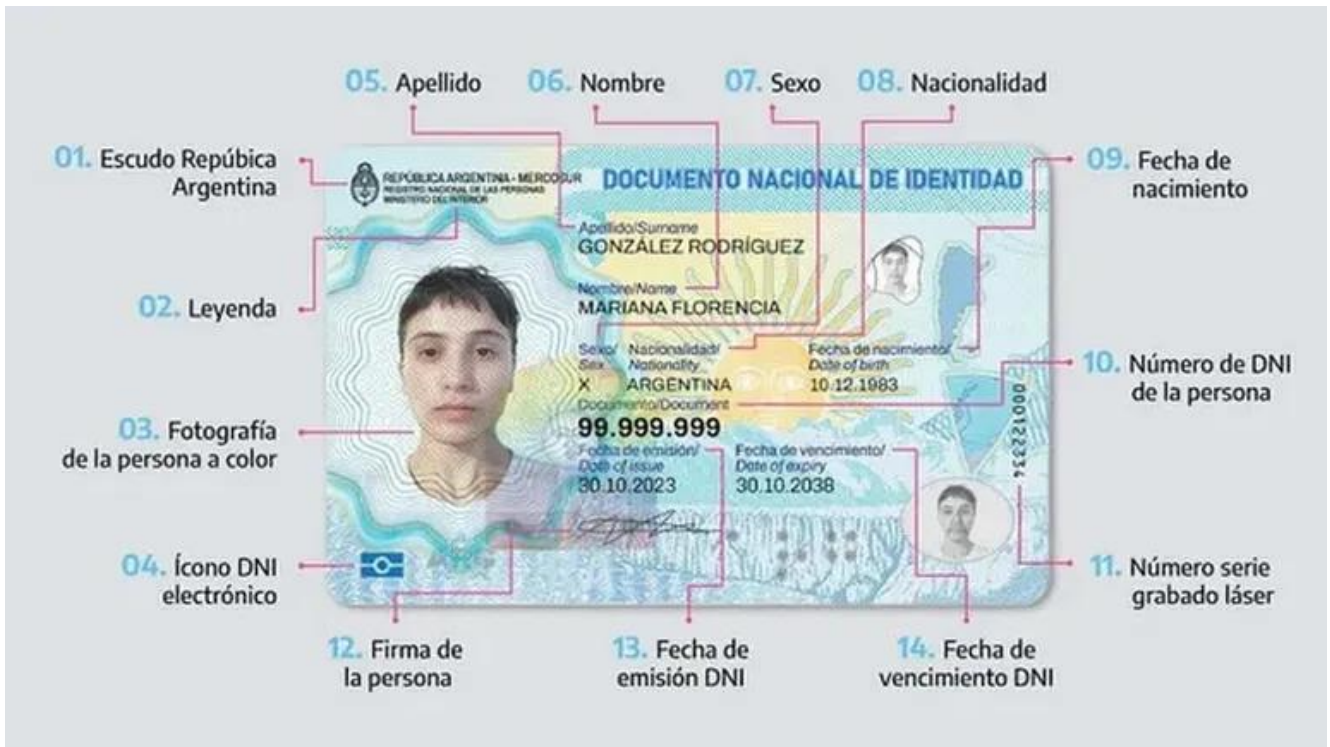 05. Apellido
06. Nombre
07. Sexo
08. Nacionalidad
01. Escudo Repúbica
Argentina
09. Fecha de
nacimiento
REPÚBLICA ARGENTINA - MERCOSUR
REGISTRO NACIONAL DE LAS PERSONAS
MINISTERIO DEL INTERIOR
DOCUMENTO NACIONAL DE IDENTIDAD
Apellido/Surname
GONZÁLEZ RODRÍGUEZ
02. Leyenda
Nombre/Name
MARIANA FLORENCIA
Sexo/ Nacionalidad/ Fecha de nacimiento/
Sex Nationality Date of birth
X ARGENTINA 10.12.1983
10. Número de DNI
de la persona
Documento/Document
99.999.999
03. Fotografía
de la persona a color
Fecha de emisión/ Fecha de vencimiento/
Date of issue Date of expiry
30.10.2023 30.10.2038
04. Ícono DNI
electrónico
11. Número serie
grabado láser
12. Firma de
la persona
13. Fecha de
emisión DNI
14. Fecha de
vencimiento DNI